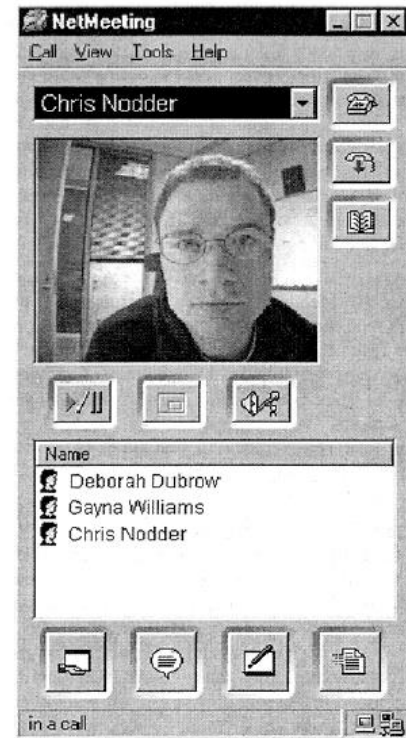 NetMeeting
Call View Tools Help
Chris Nodder
Name
Deborah Dubrow
Gayna Williams
Chris Nodder
in a call